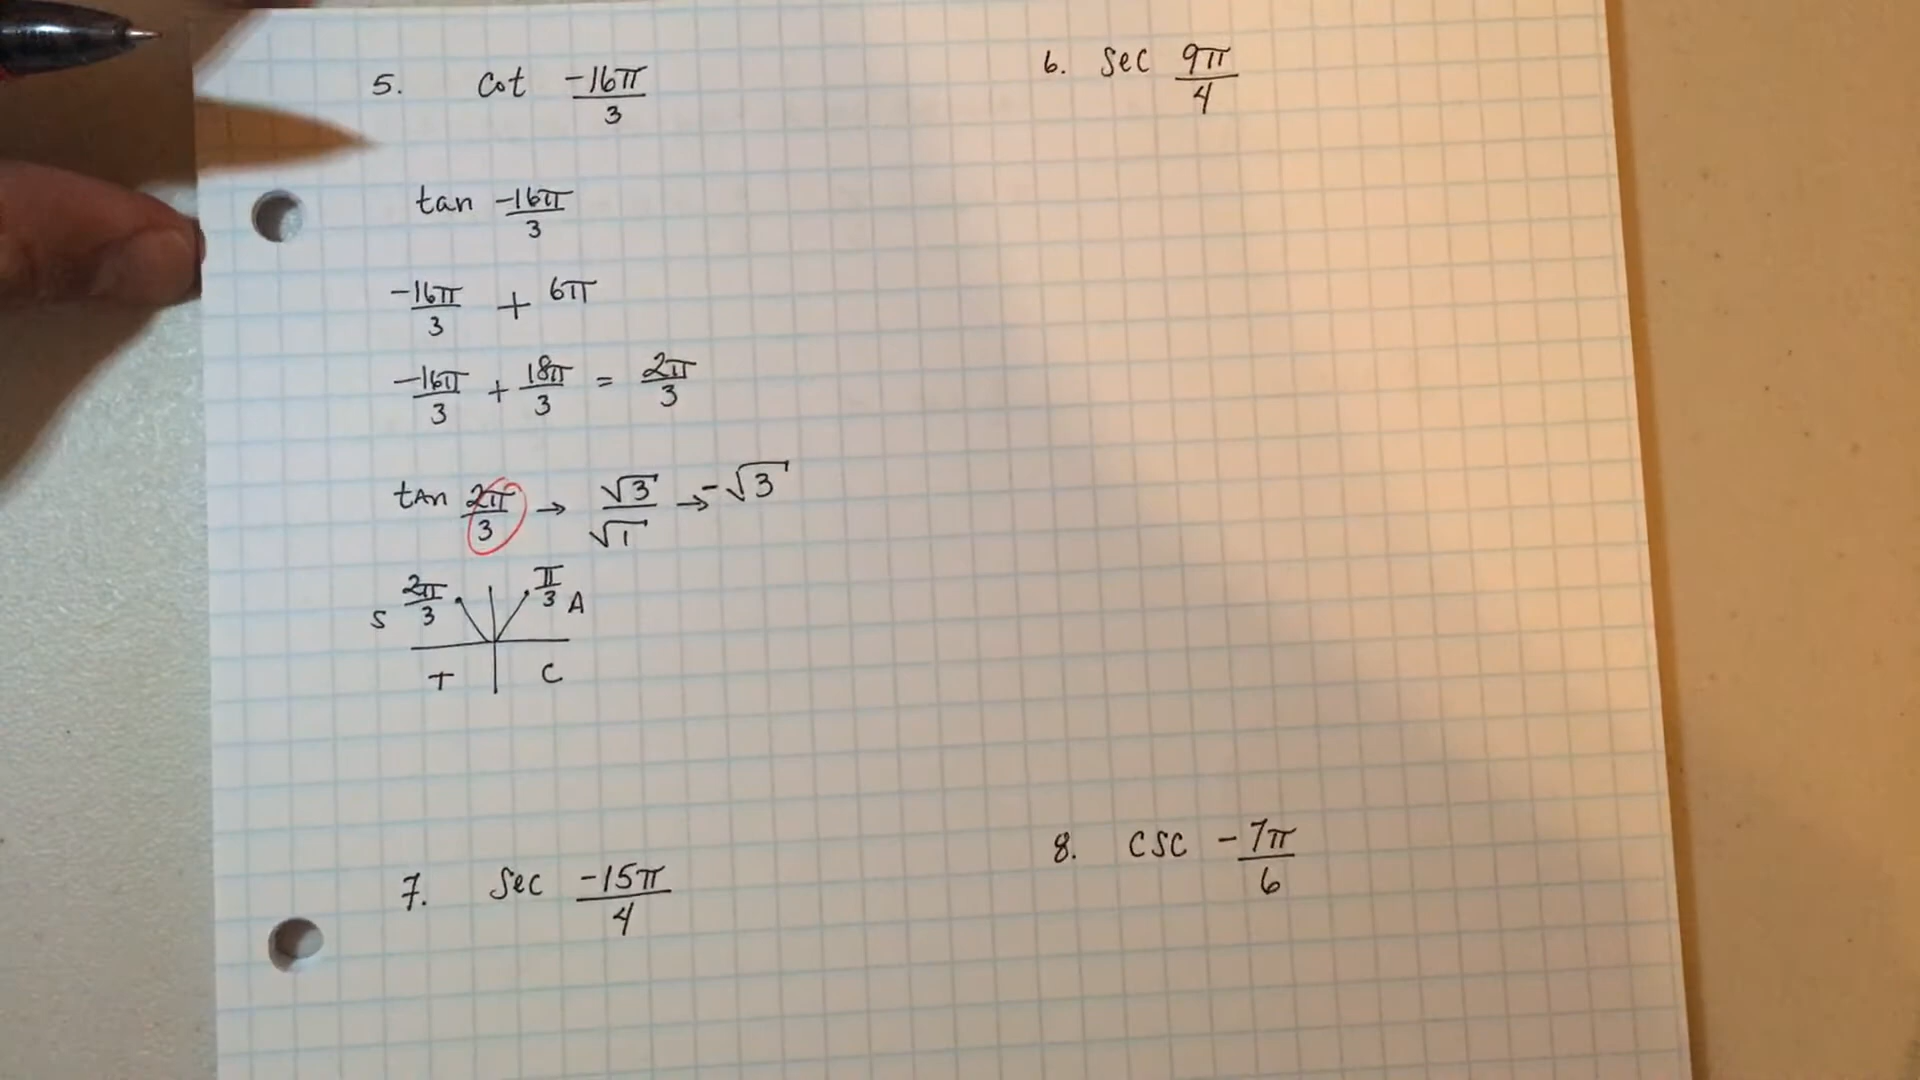 5. cot -16π/3
tan -16π/3
-16π/3 + 6π
-16π/3 + 18π/3 = 2π/3
tAn 2π/3 → √3/√1 → -√3
S 2π/3 π/3 A
T C
6. sec 9π/4
7. sec -15π/4
8. csc -7π/6